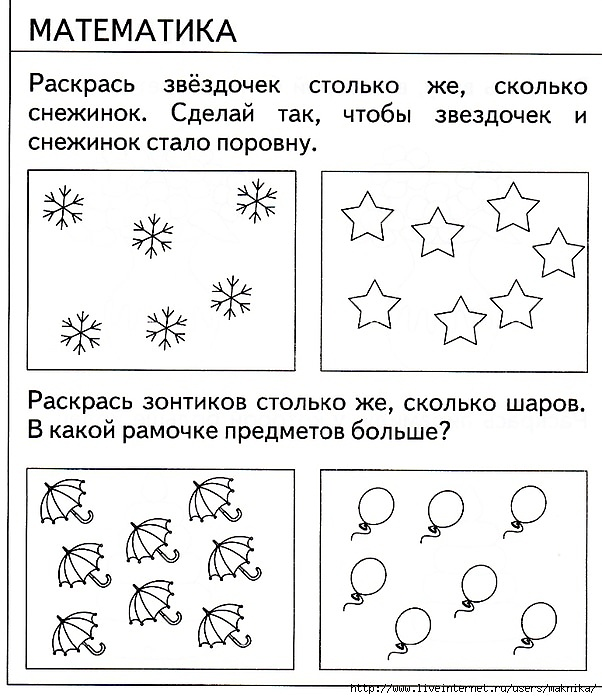 МАТЕМАТИКА
Раскрась звёздочек столько же, сколько
снежинок. Сделай так, чтобы звездочек и
снежинок стало поровну.
Раскрась зонтиков столько же, сколько шаров.
В какой рамочке предметов больше?
http://www.liveinternet.ru/users/maknika/